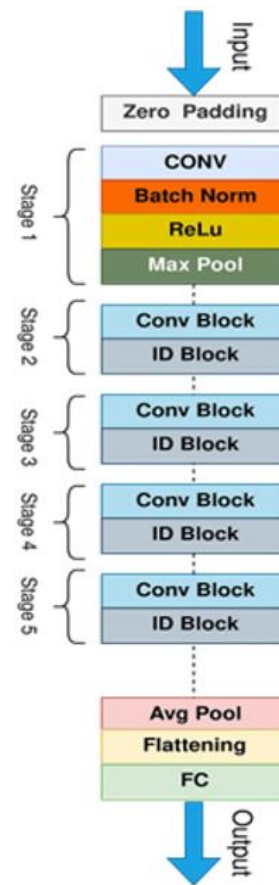 Input
Zero Padding
Stage 1
CONV
Batch Norm
ReLu
Max Pool
Stage 2
Conv Block
ID Block
Stage 3
Conv Block
ID Block
Stage 4
Conv Block
ID Block
Stage 5
Conv Block
ID Block
Avg Pool
Flattening
FC
Output